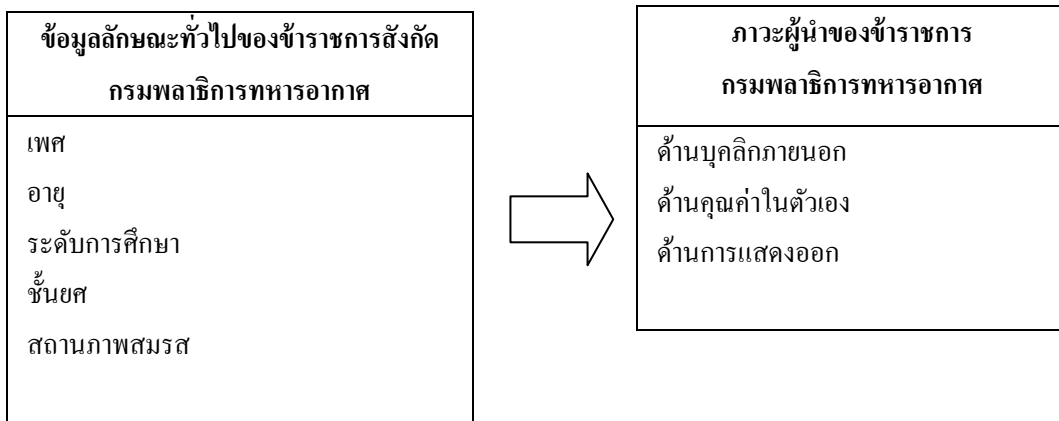 ข้อมูลลักษณะทั่วไปของข้าราชการสังกัด
กรมพลาธิการทหารอากาศ
เพศ
อายุ
ระดับการศึกษา
ชั้นยศ
สถานภาพสมรส
ภาวะผู้นำของข้าราชการ
กรมพลาธิการทหารอากาศ
ด้านบุคลิกภายนอก
ด้านคุณค่าในตัวเอง
ด้านการแสดงออก